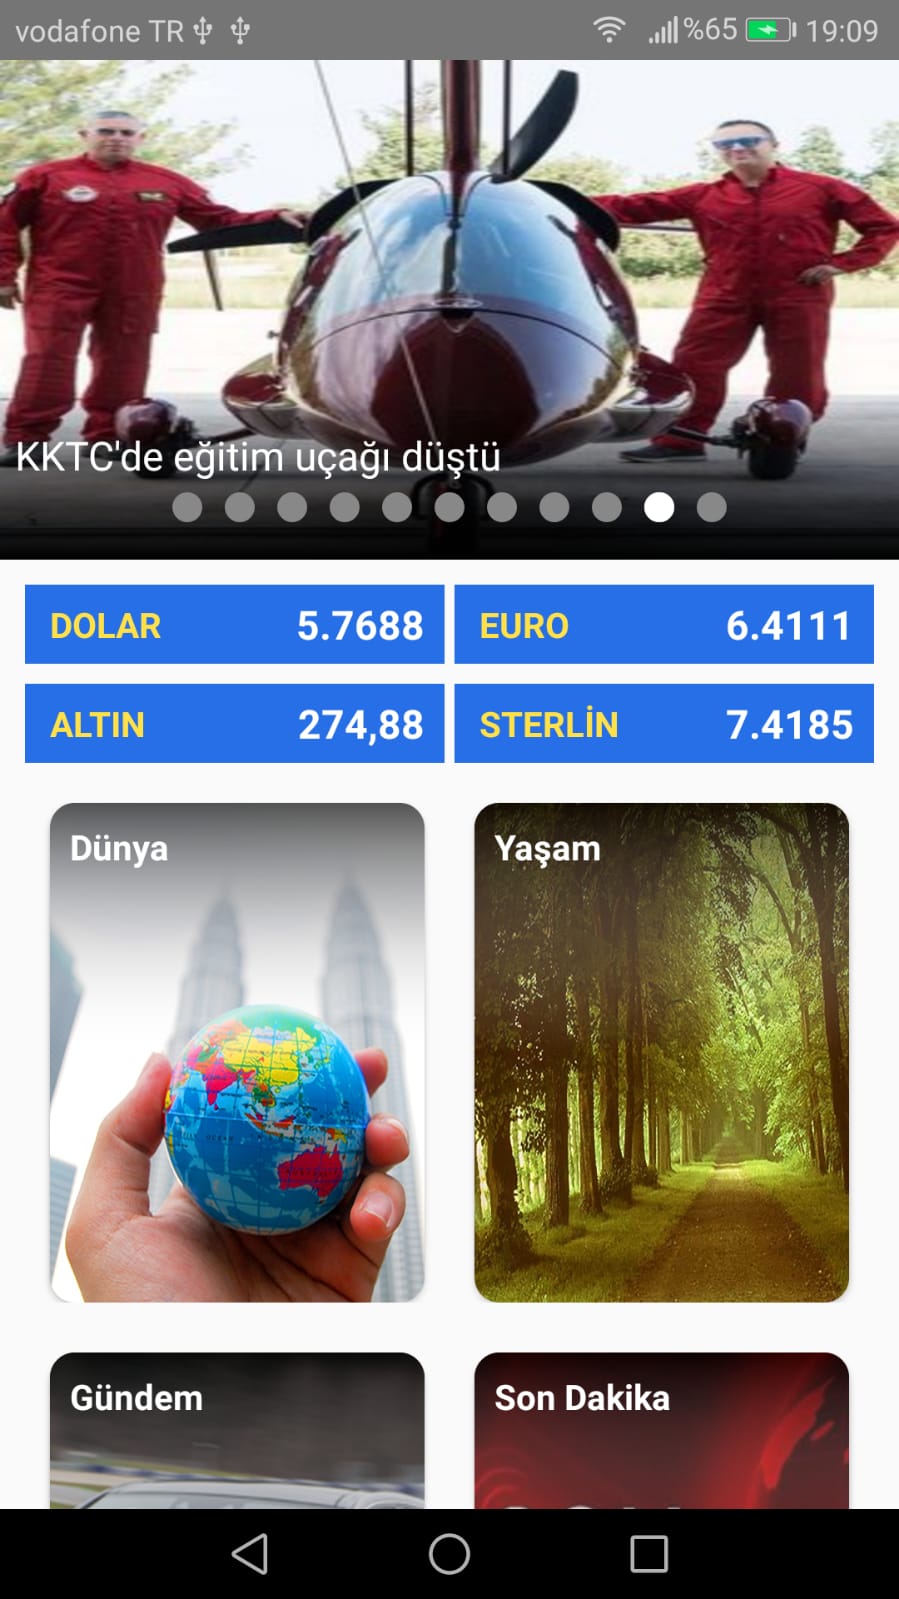 vodafone TR %65 19:09
KKTC'de eğitim uçağı düştü
DOLAR 5.7688 EURO 6.4111
ALTIN 274,88 STERLİN 7.4185
Dünya Yaşam
Gündem Son Dakika